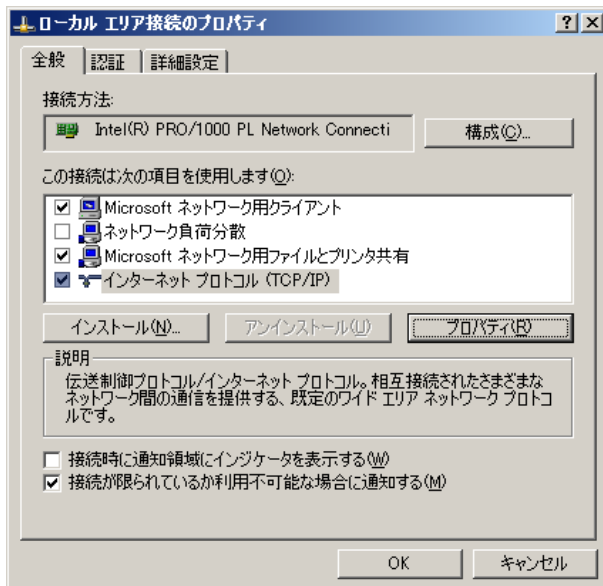 ローカル エリア接続のプロパティ
全般
認証
詳細設定
接続方法:
Intel(R) PRO/1000 PL Network Connecti
構成(C)...
この接続は次の項目を使用します(O):
Microsoft ネットワーク用クライアント
ネットワーク負荷分散
Microsoft ネットワーク用ファイルとプリンタ共有
インターネット プロトコル (TCP/IP)
インストール(N)...
アンインストール(U)
プロパティ(R)
説明
伝送制御プロトコル/インターネット プロトコル。相互接続されたさまざまな
ネットワーク間の通信を提供する、既定のワイド エリア ネットワーク プロトコ
ルです。
接続時に通知領域にインジケータを表示する(W)
接続が限られているか利用不可能な場合に通知する(M)
OK
キャンセル